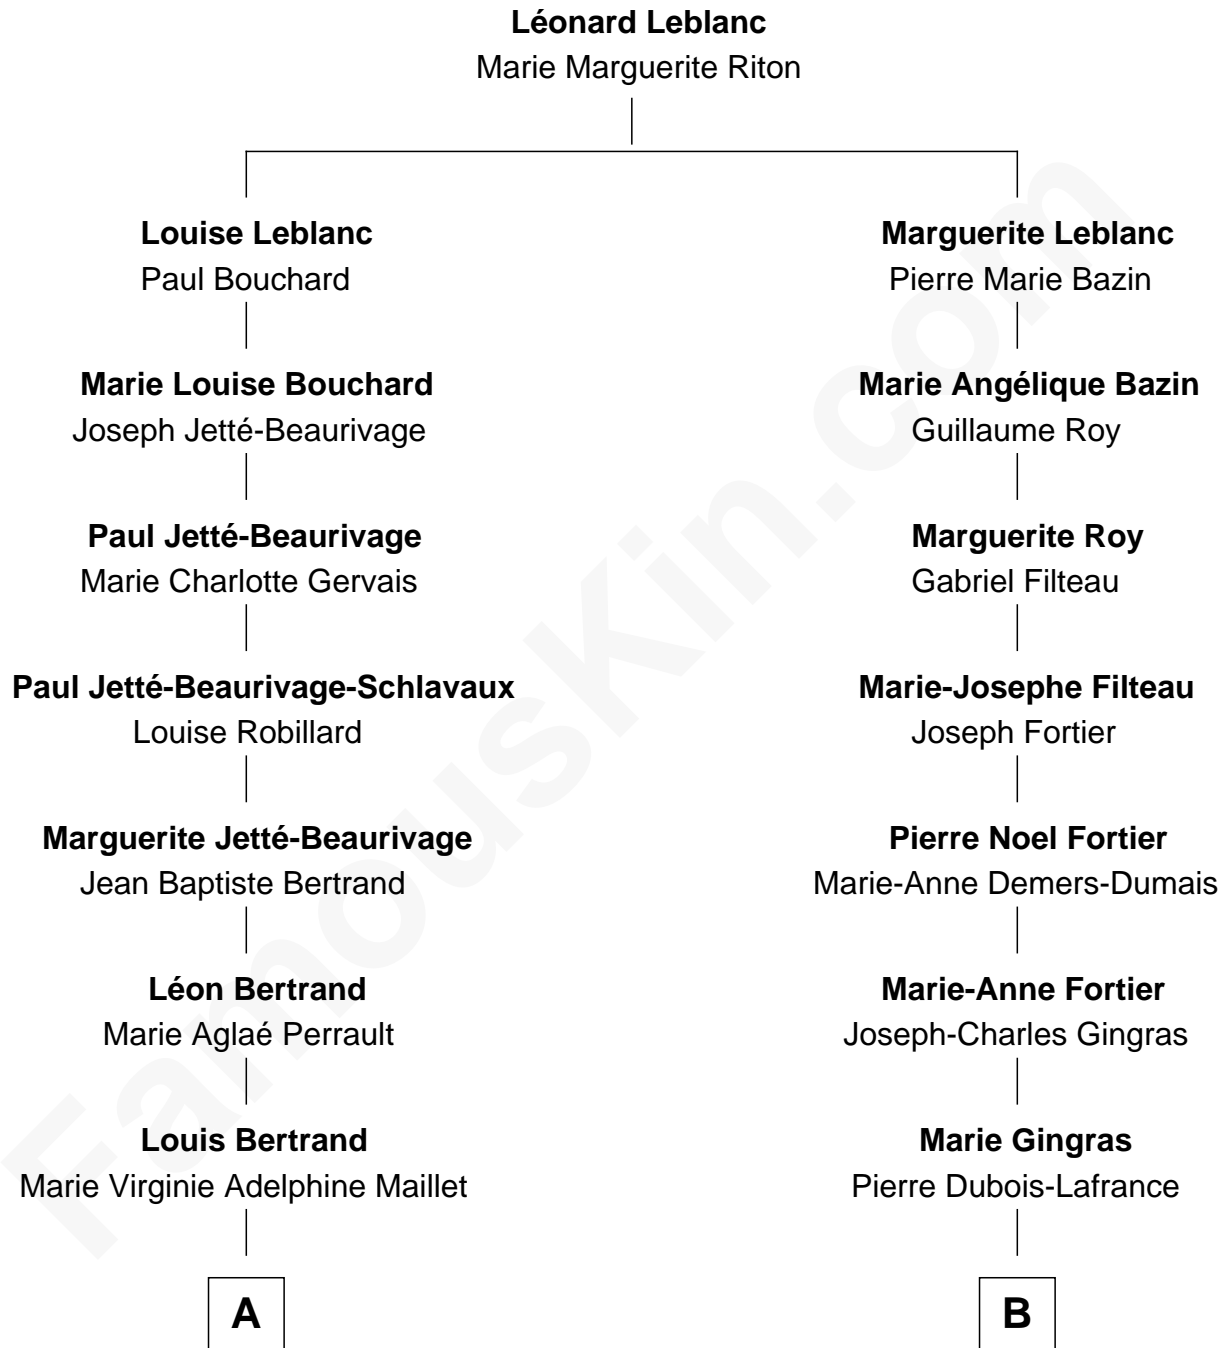 Léonard Leblanc
Marie Marguerite Riton
Louise Leblanc
Paul Bouchard
Marguerite Leblanc
Pierre Marie Bazin
Marie Louise Bouchard
Joseph Jetté-Beaurivage
Marie Angélique Bazin
Guillaume Roy
Paul Jetté-Beaurivage
Marie Charlotte Gervais
Marguerite Roy
Gabriel Filteau
Paul Jetté-Beaurivage-Schlavaux
Louise Robillard
Marie-Josephe Filteau
Joseph Fortier
Marguerite Jetté-Beaurivage
Jean Baptiste Bertrand
Pierre Noel Fortier
Marie-Anne Demers-Dumais
Léon Bertrand
Marie Aglaé Perrault
Marie-Anne Fortier
Joseph-Charles Gingras
Louis Bertrand
Marie Virginie Adelphine Maillet
Marie Gingras
Pierre Dubois-Lafrance
A
B
FamousKin.com